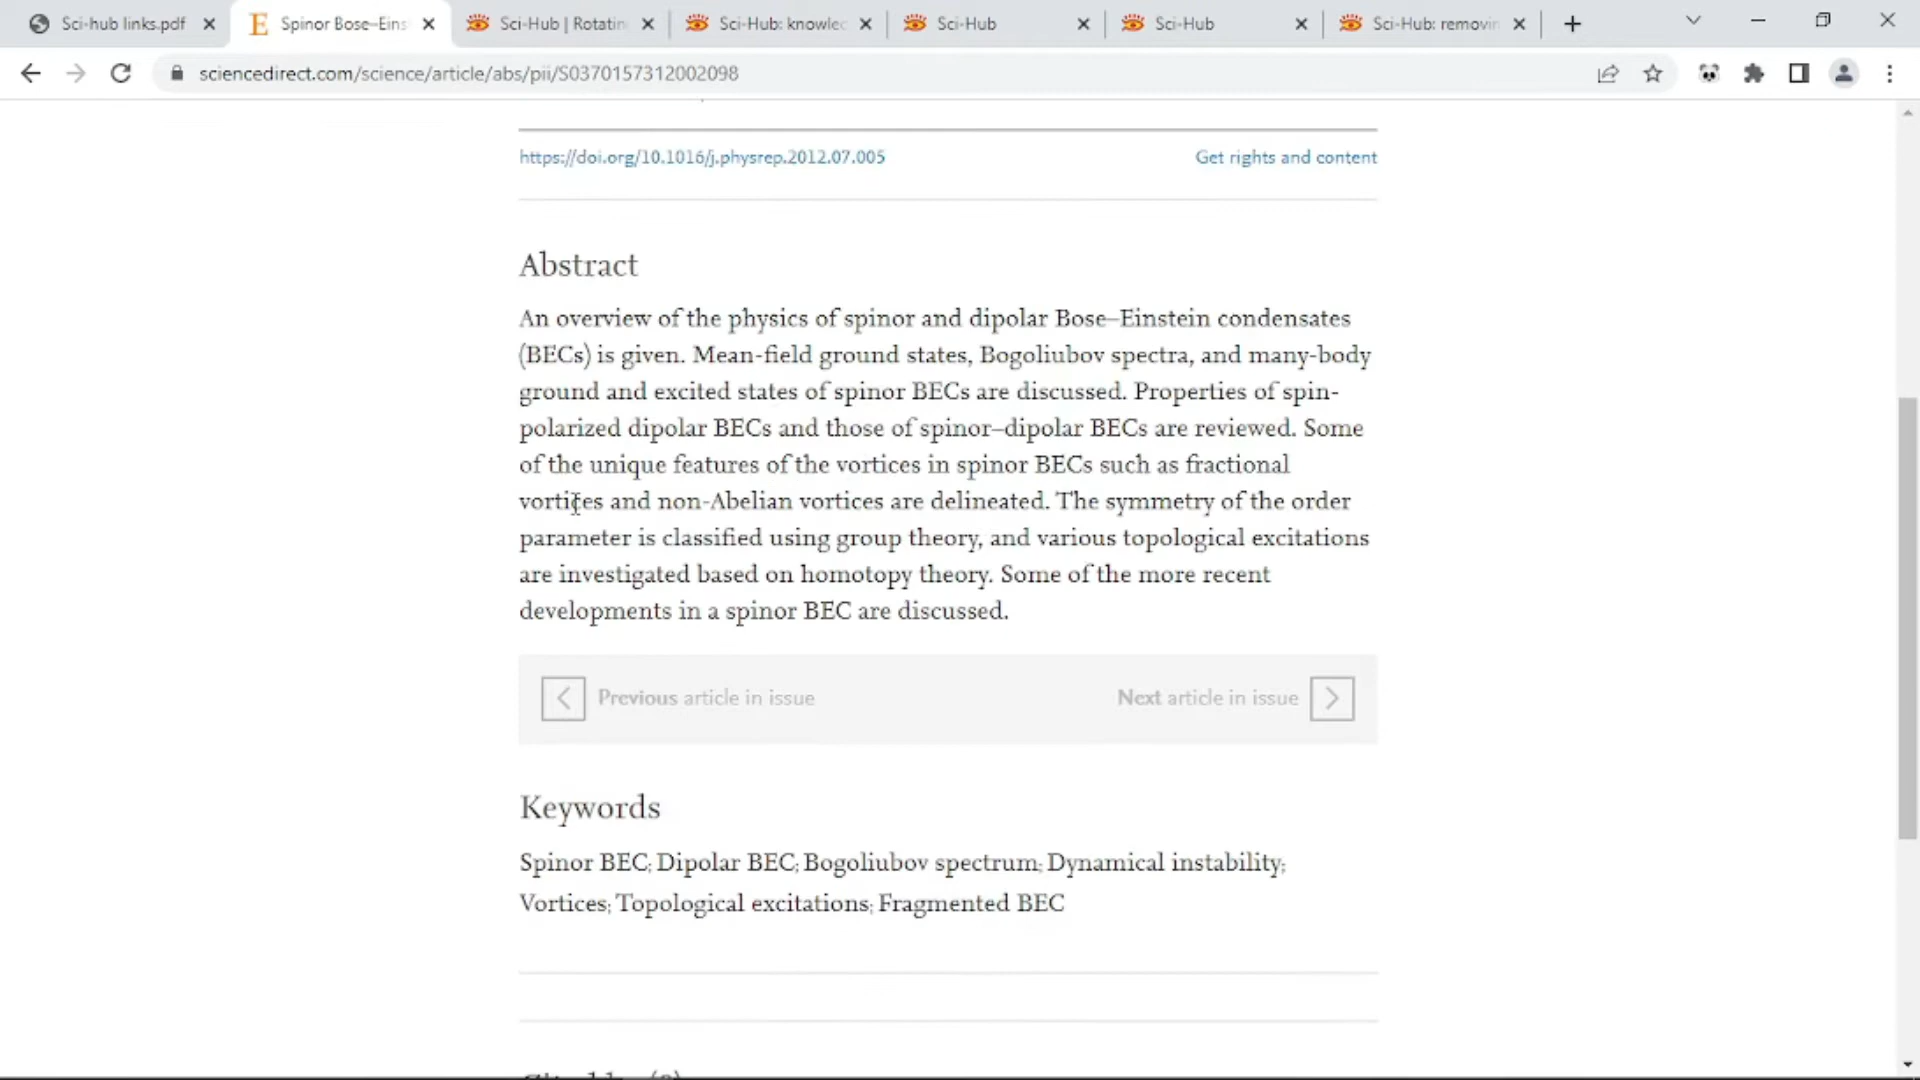 Sci-hub links.pdf
Spinor Bose–Eins
Sci-Hub | Rotatin
Sci-Hub: knowlec
Sci-Hub
Sci-Hub
Sci-Hub: removin
sciencedirect.com/science/article/abs/pii/S0370157312002098
https://doi.org/10.1016/j.physrep.2012.07.005
Get rights and content
Abstract
An overview of the physics of spinor and dipolar Bose–Einstein condensates
(BECs) is given. Mean-field ground states, Bogoliubov spectra, and many-body
ground and excited states of spinor BECs are discussed. Properties of spin-
polarized dipolar BECs and those of spinor–dipolar BECs are reviewed. Some
of the unique features of the vortices in spinor BECs such as fractional
vortices and non-Abelian vortices are delineated. The symmetry of the order
parameter is classified using group theory, and various topological excitations
are investigated based on homotopy theory. Some of the more recent
developments in a spinor BEC are discussed.
Previous article in issue
Next article in issue
Keywords
Spinor BEC; Dipolar BEC; Bogoliubov spectrum; Dynamical instability;
Vortices; Topological excitations; Fragmented BEC